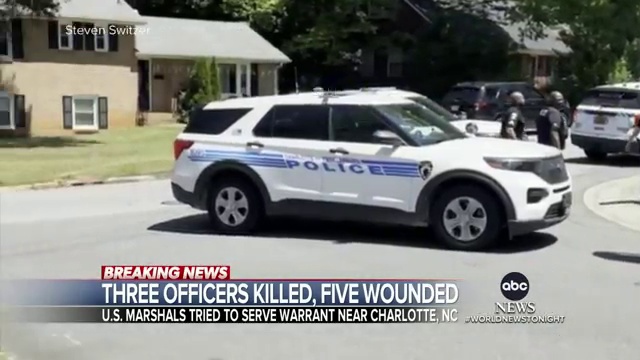 Steven Switzer
POLICE
BREAKING NEWS
THREE OFFICERS KILLED, FIVE WOUNDED
U.S. MARSHALS TRIED TO SERVE WARRANT NEAR CHARLOTTE, NC
abc
NEWS
#WORLDNEWSTONIGHT